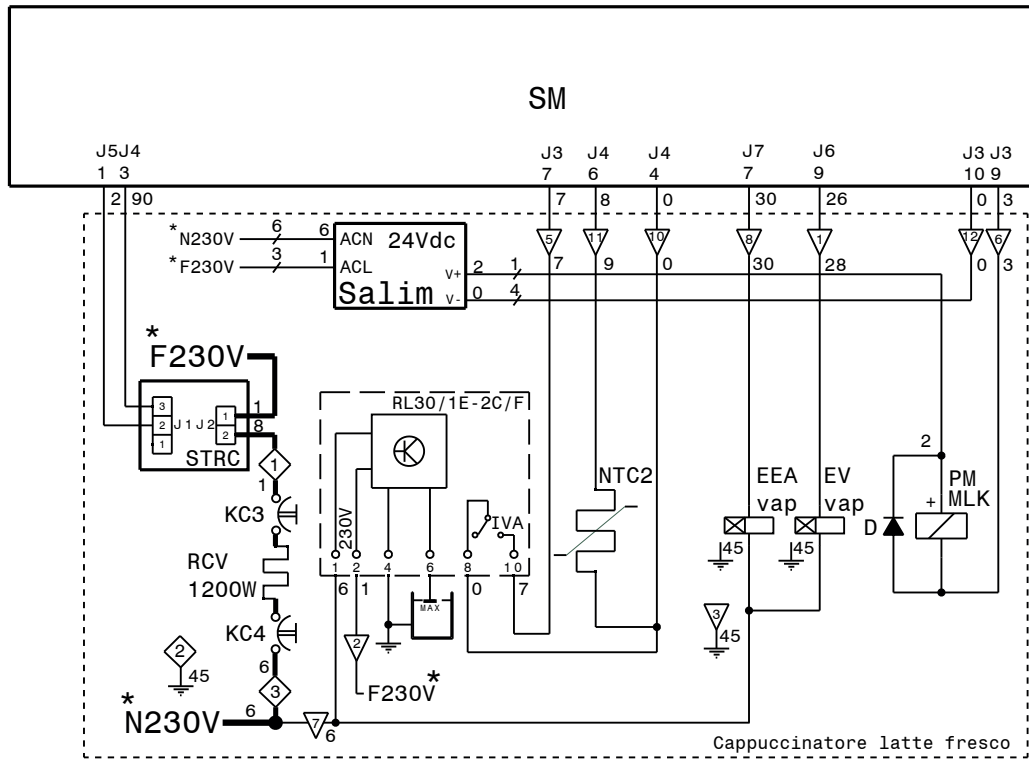 SM
J5 J4 J3 J4 J4 J7 J6 J3 J3
1 3 7 6 4 7 9 10 9
2 90 7 8 0 30 26 0 3
5 11 10 8 1 12 6
7 9 0 30 28 0 3
*N230V 6 6 ACN 24Vdc
*F230V 3 1 ACL
V+ 2 1
Salim V- 0 4
*
F230V
1
8
3 2 1 J1 J2 1 2
STRC
RL30/1E-2C/F
1
1
KC3
RCV
1200W
KC4
6
3
6
*
N230V
2
45
230V
IVA
1 2 4 6 8 10
6 1 0 7
MAX
2
F230V*
7
6
NTC2
EEA
vap
45
EV
vap
45
3
45
2
PM
MLK
+
D
Cappuccinatore latte fresco